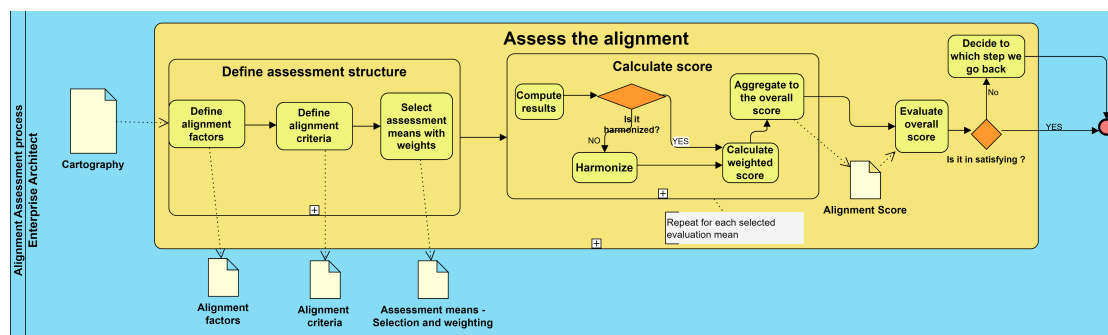 Alignment Assessment process
Enterprise Architect
Cartography
Assess the alignment
Define assessment structure
Define
alignment
factors
Define
alignment
criteria
Select
assessment
means with
weights
Calculate score
Compute
results
Is it
harmonized?
NO
YES
Harmonize
Calculate
weighted
score
Aggregate to
the overall
score
Repeat for each selected
evaluation mean
Alignment Score
Evaluate
overall
score
Decide to
which step we
go back
No
YES
Is it in satisfying ?
Alignment
factors
Alignment
criteria
Assessment means -
Selection and weighting